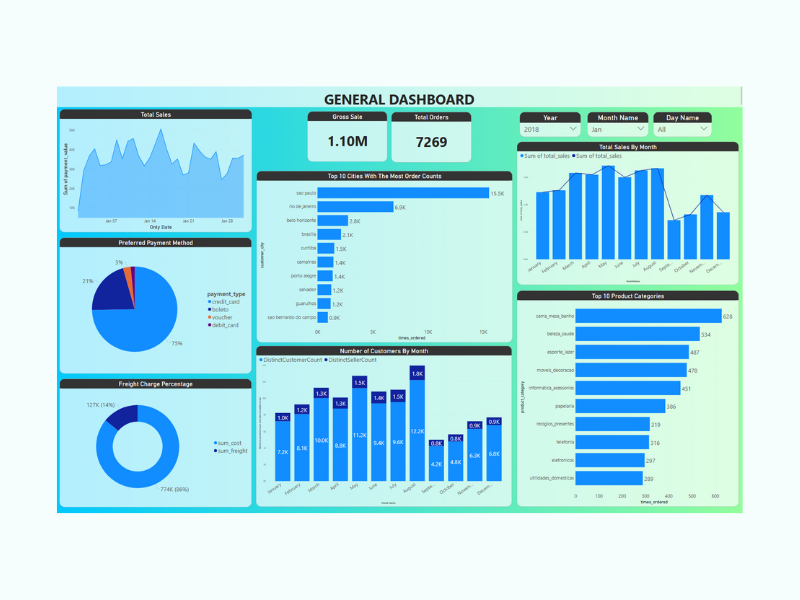 GENERAL DASHBOARD
Total Sales
Sum of payment_value
Jan 07
Jan 14
Jan 21
Jan 28
Only Date
Gross Sale
1.10M
Total Orders
7269
Year
2018
Month Name
Jan
Day Name
All
Preferred Payment Method
3%
21%
75%
payment_type
credit_card
boleto
voucher
debit_card
Freight Charge Percentage
127K (14%)
774K (86%)
sum_cost
sum_freight
Top 10 Cities With The Most Order Counts
customer_city
sao paulo 15.5K
rio de janeiro 6.9K
belo horizonte 2.8K
brasilia 2.1K
curitiba 1.5K
campinas 1.4K
porto alegre 1.4K
salvador 1.2K
guarulhos 1.2K
sao bernardo do campo 0.9K
0K 5K 10K 15K
times_ordered
Number of Customers By Month
DistinctCustomerCount DistinctSellerCount
1.0K 1.2K 1.3K 1.3K 1.5K 1.4K 1.5K 1.8K 0.8K 0.8K 0.9K 0.9K
7.2K 8.1K 10.0K 11.2K 9.6K 12.2K 4.2K 4.8K 6.3K 6.8K
January February March April May June July August Septe... October Novem... Decem...
Total Sales By Month
Sum of total_sales Sum of total_sales
January February March April May June July August Septe... October Novem... Decem...
Top 10 Product Categories
product_category
cama_mesa_banho 628
beleza_saude 534
esporte_lazer 487
moveis_decoracao 476
informatica_acessorios 451
papelaria 386
relogios_presentes
telefonia 316
eletronicos 297
utilidades_domesticas 289
0 100 200 300 400 500 600
times_ordered